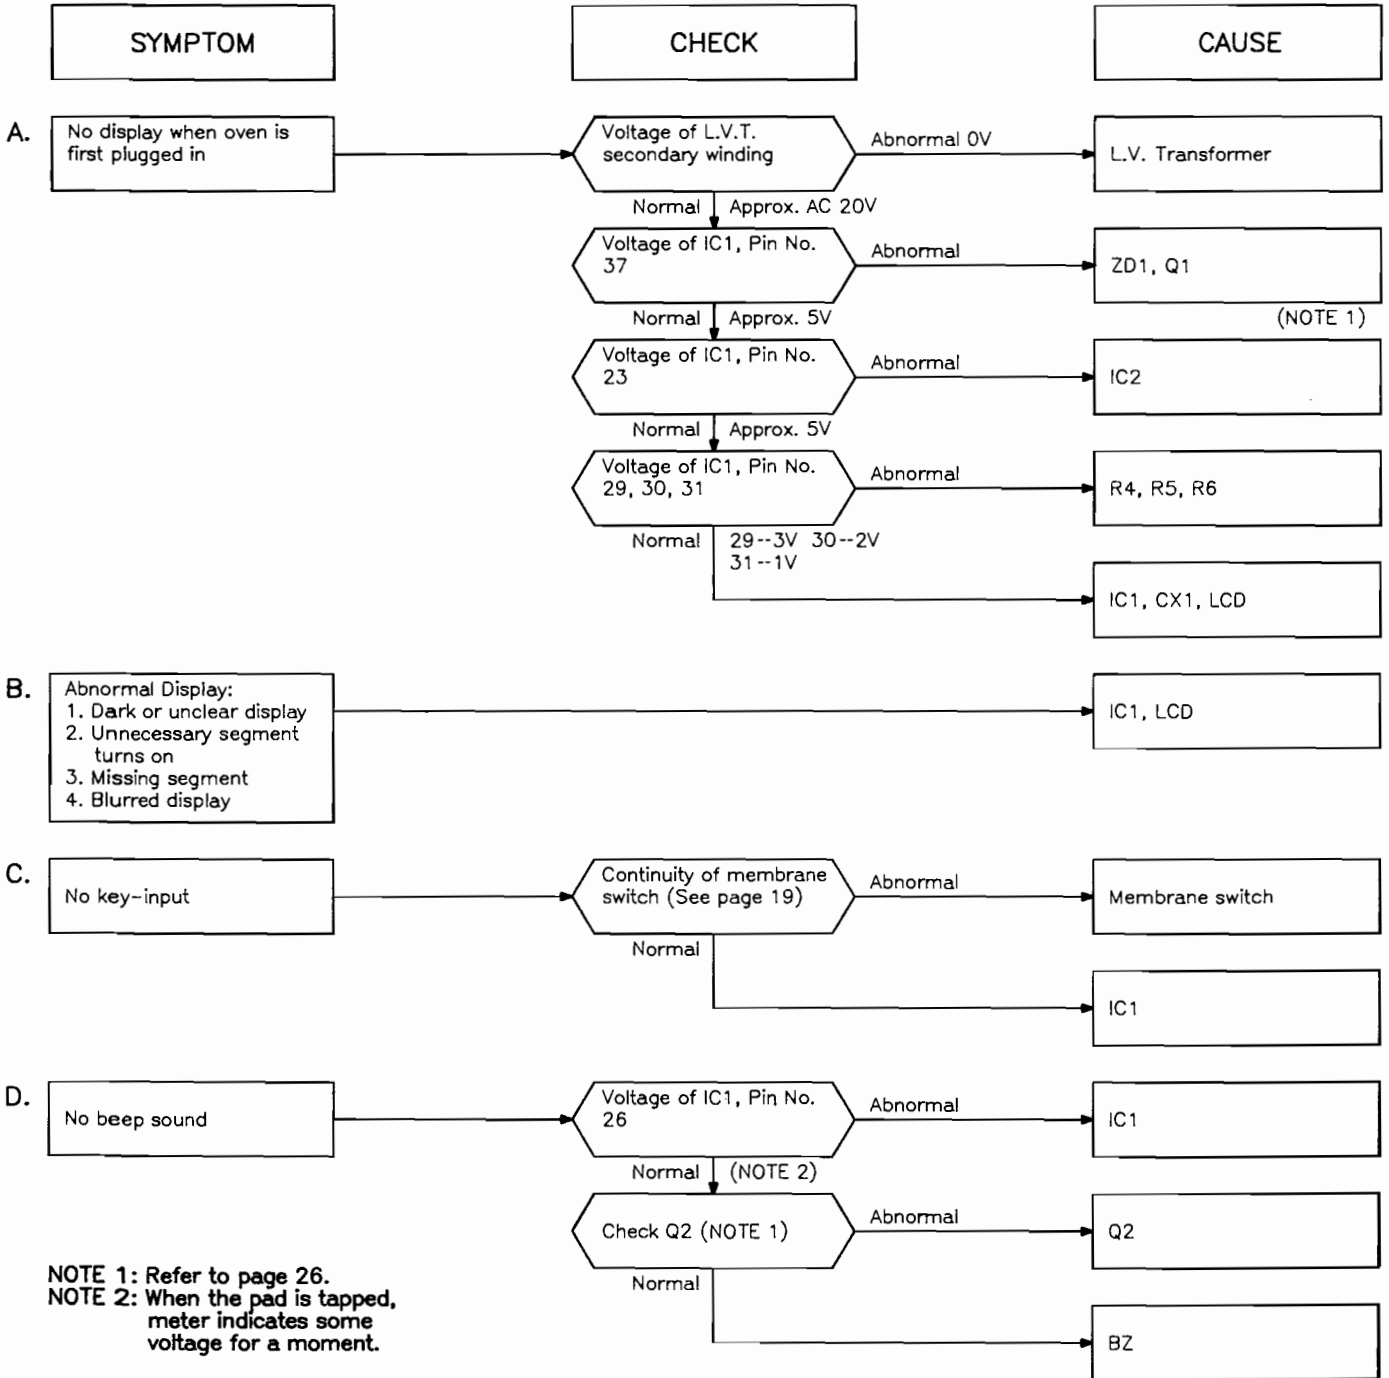 SYMPTOM
CHECK
CAUSE
A.
No display when oven is
first plugged in
Voltage of L.V.T.
secondary winding
Abnormal 0V
L.V. Transformer
Normal
Approx. AC 20V
Voltage of IC1, Pin No.
37
Abnormal
ZD1, Q1
(NOTE 1)
Normal
Approx. 5V
Voltage of IC1, Pin No.
23
Abnormal
IC2
Normal
Approx. 5V
Voltage of IC1, Pin No.
29, 30, 31
Abnormal
R4, R5, R6
Normal
29--3V 30--2V
31--1V
IC1, CX1, LCD
B.
Abnormal Display:
1. Dark or unclear display
2. Unnecessary segment
turns on
3. Missing segment
4. Blurred display
IC1, LCD
C.
No key-input
Continuity of membrane
switch (See page 19)
Abnormal
Membrane switch
Normal
IC1
D.
No beep sound
Voltage of IC1, Pin No.
26
Abnormal
IC1
Normal
(NOTE 2)
Check Q2 (NOTE 1)
Abnormal
Q2
Normal
BZ
NOTE 1: Refer to page 26.
NOTE 2: When the pad is tapped,
meter indicates some
voltage for a moment.